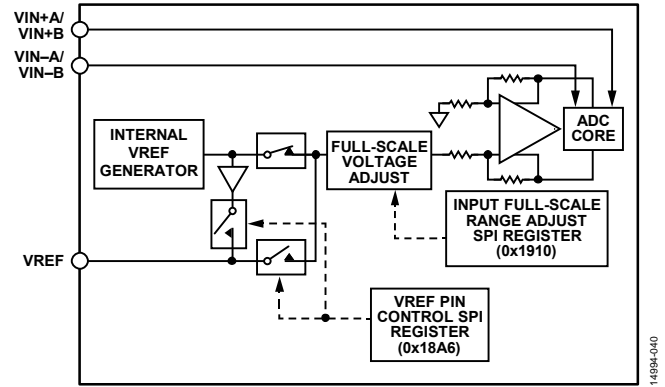 VIN+A/
VIN+B
VIN–A/
VIN–B
INTERNAL
VREF
GENERATOR
FULL-SCALE
VOLTAGE
ADJUST
ADC
CORE
INPUT FULL-SCALE
RANGE ADJUST
SPI REGISTER
(0x1910)
VREF
VREF PIN
CONTROL SPI
REGISTER
(0x18A6)
14994-040